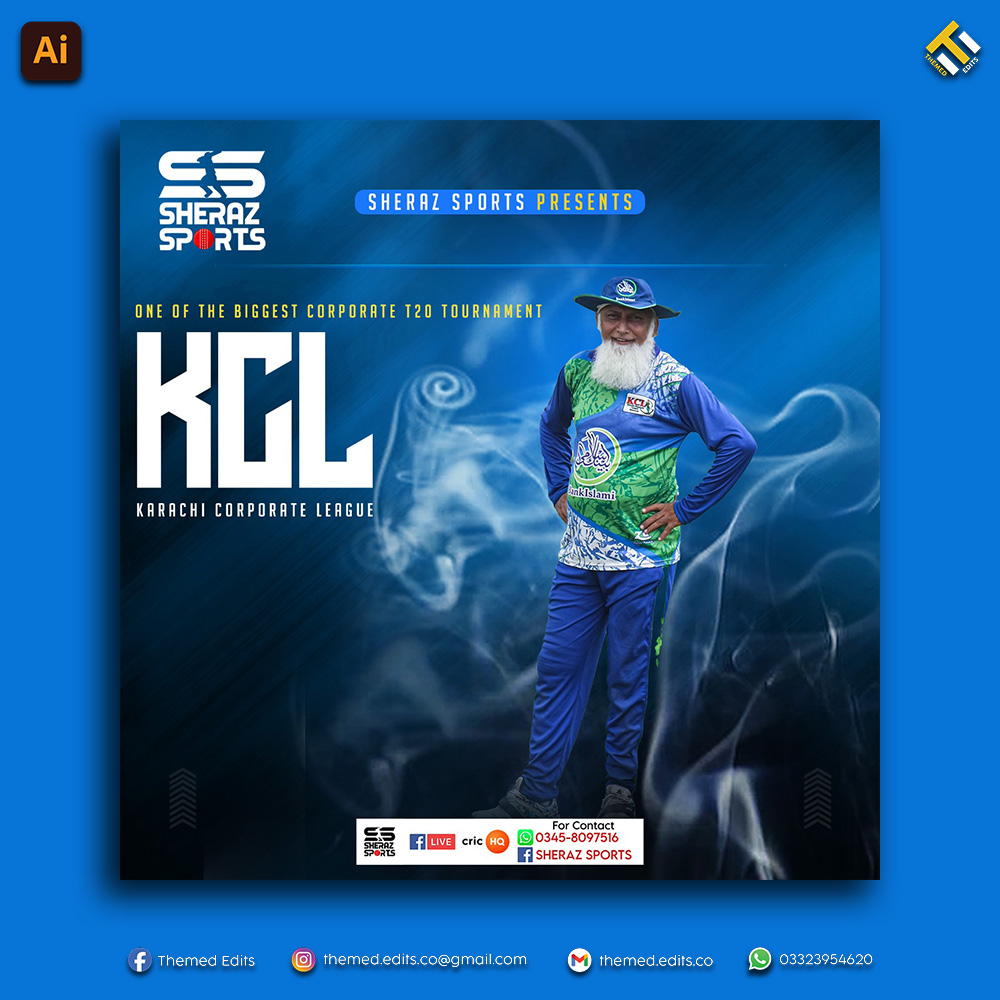 Ai
THEMED EDITS
SS
SHERAZ
SPORTS
SHERAZ SPORTS PRESENTS
ONE OF THE BIGGEST CORPORATE T20 TOURNAMENT
KCL
KARACHI CORPORATE LEAGUE
KCL
BankIslami
SS
SHERAZ
SPORTS
LIVE
cric HQ
For Contact
0345-8097516
SHERAZ SPORTS
Themed Edits
themed.edits.co@gmail.com
themed.edits.co
03323954620